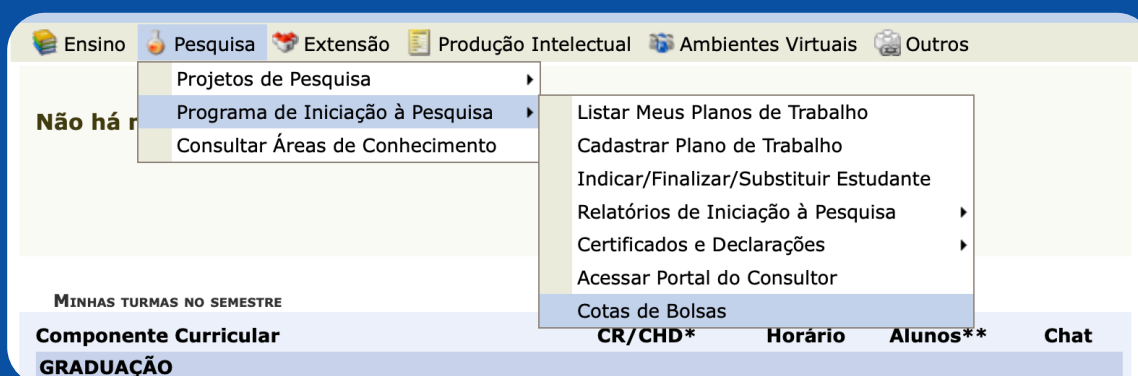 Ensino Pesquisa Extensão Produção Intelectual Ambientes Virtuais Outros
Projetos de Pesquisa
Programa de Iniciação à Pesquisa
Consultar Áreas de Conhecimento
Listar Meus Planos de Trabalho
Cadastrar Plano de Trabalho
Indicar/Finalizar/Substituir Estudante
Relatórios de Iniciação à Pesquisa
Certificados e Declarações
Acessar Portal do Consultor
Cotas de Bolsas
Não há
MINHAS TURMAS NO SEMESTRE
Componente Curricular CR/CHD* Horário Alunos** Chat
GRADUAÇÃO